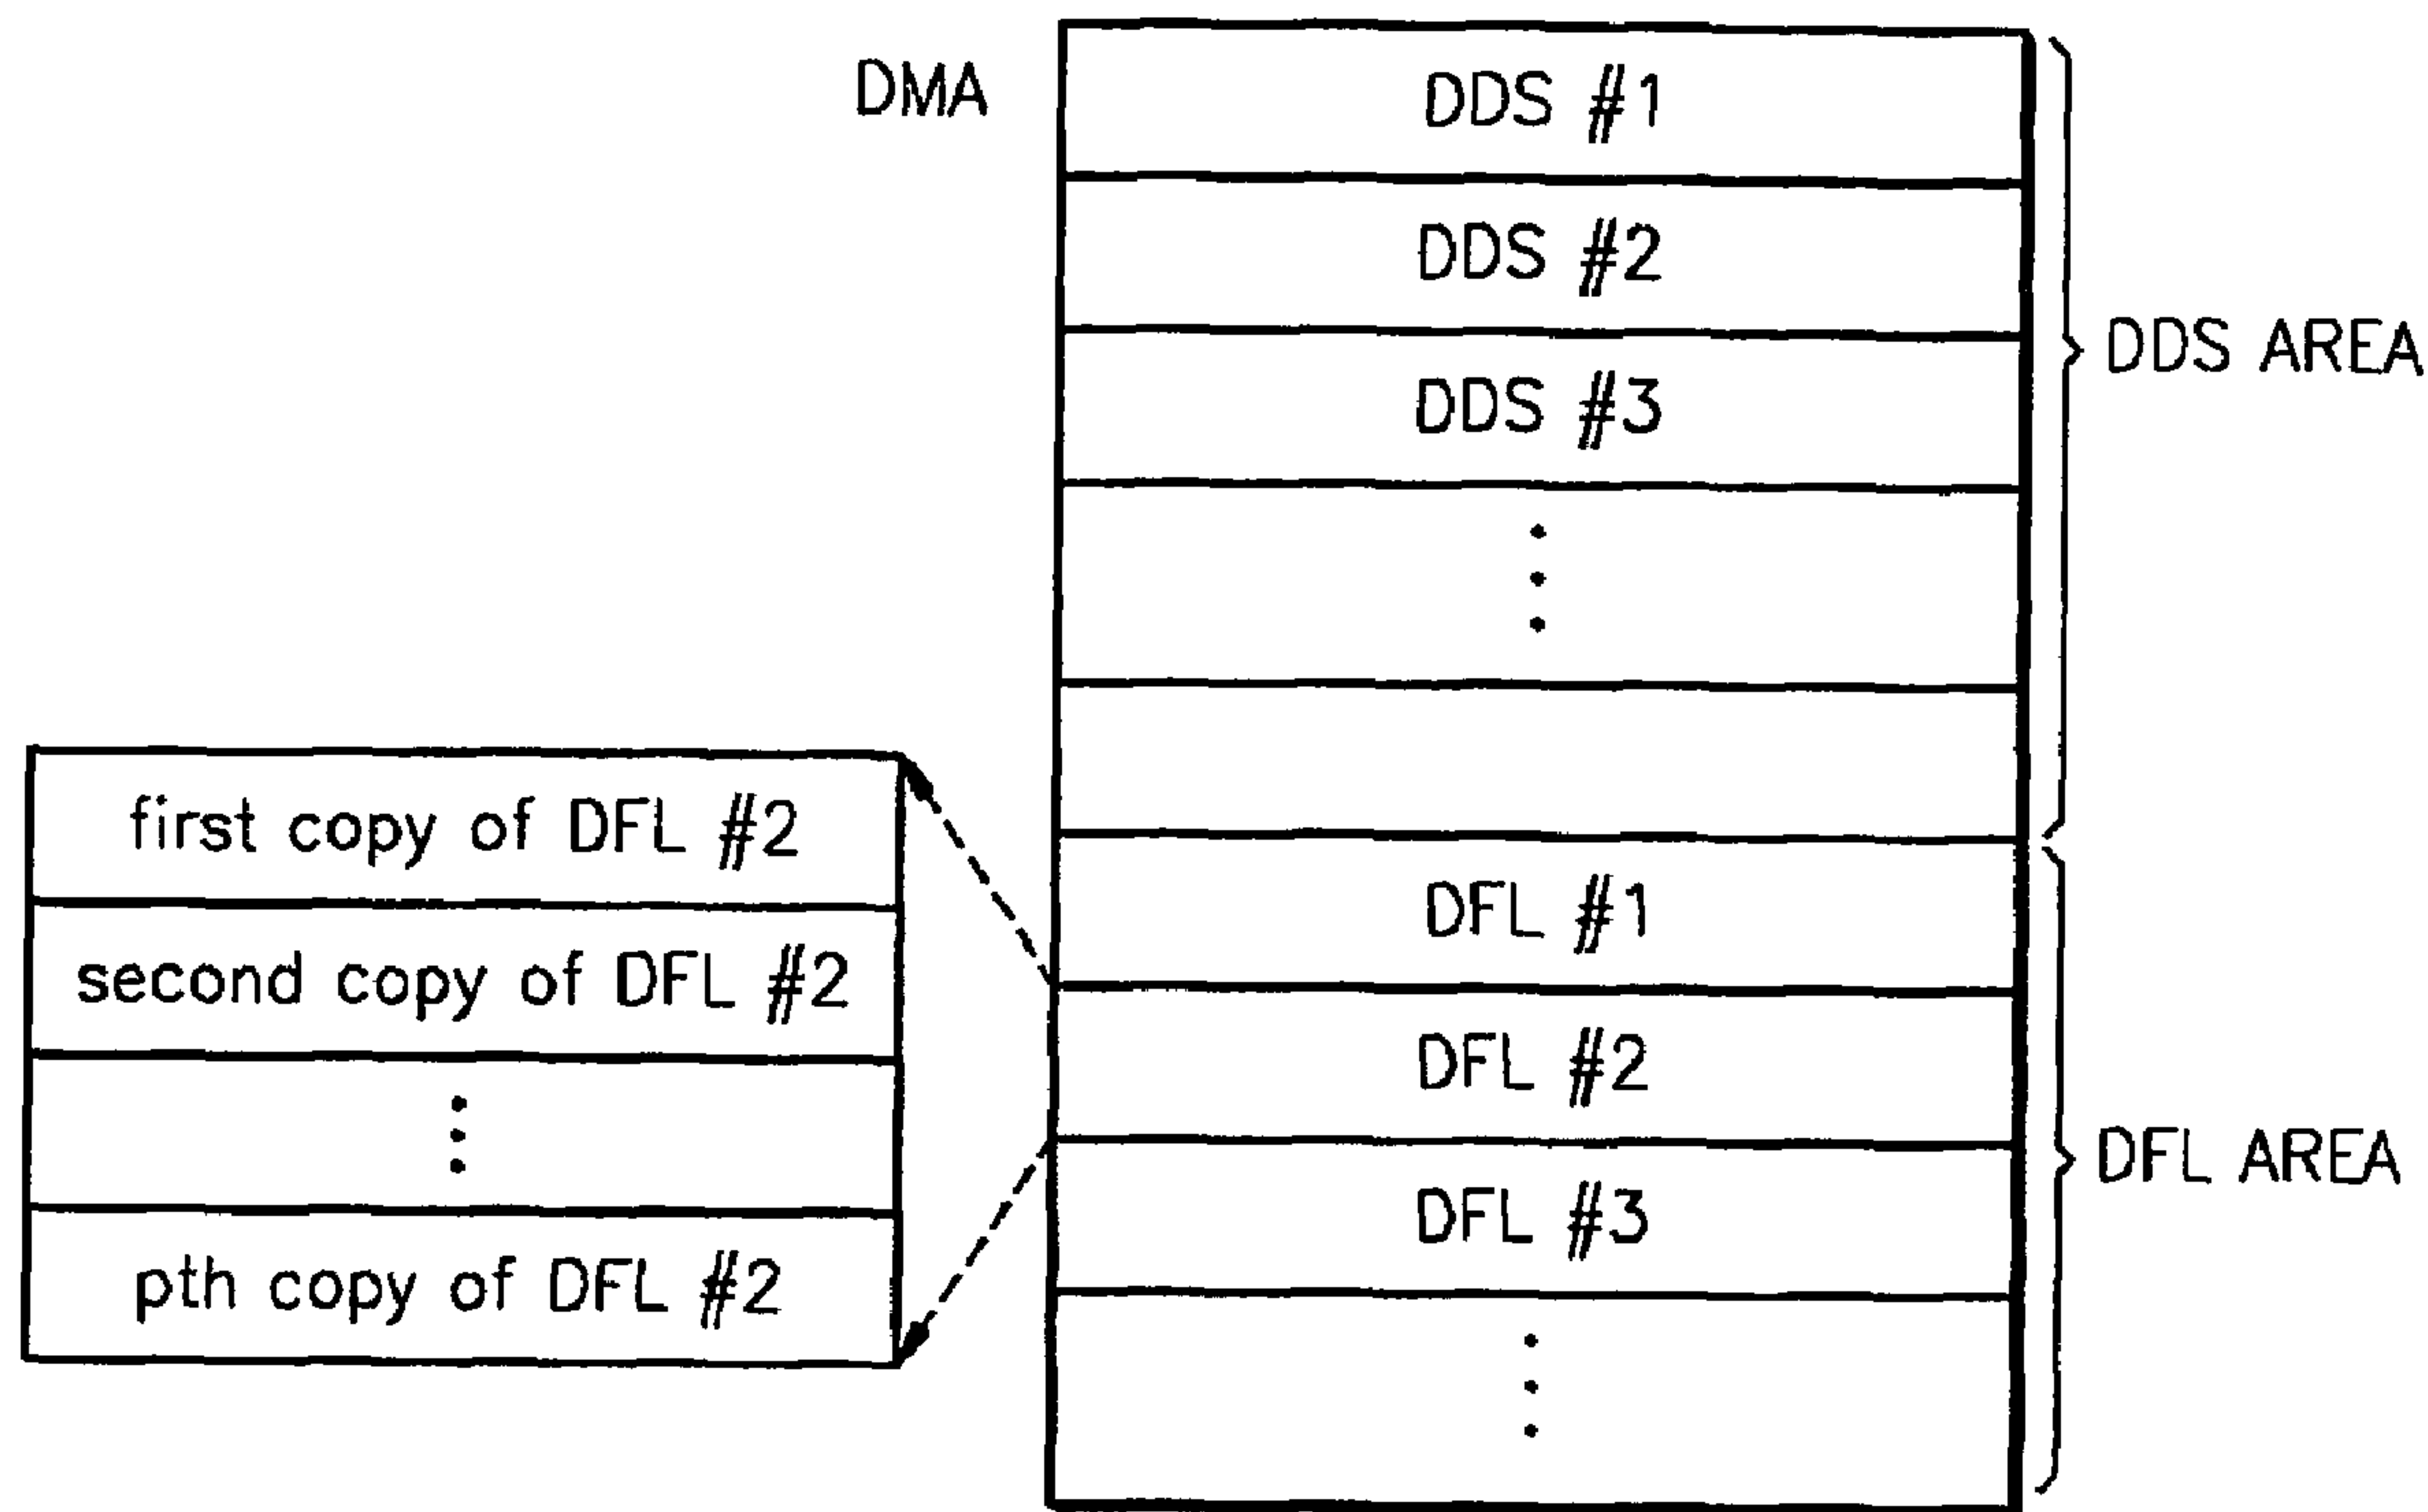 DMA
DDS #1
DDS #2
DDS #3
DDS AREA
first copy of DFL #2
second copy of DFL #2
pth copy of DFL #2
DFL #1
DFL #2
DFL #3
DFL AREA